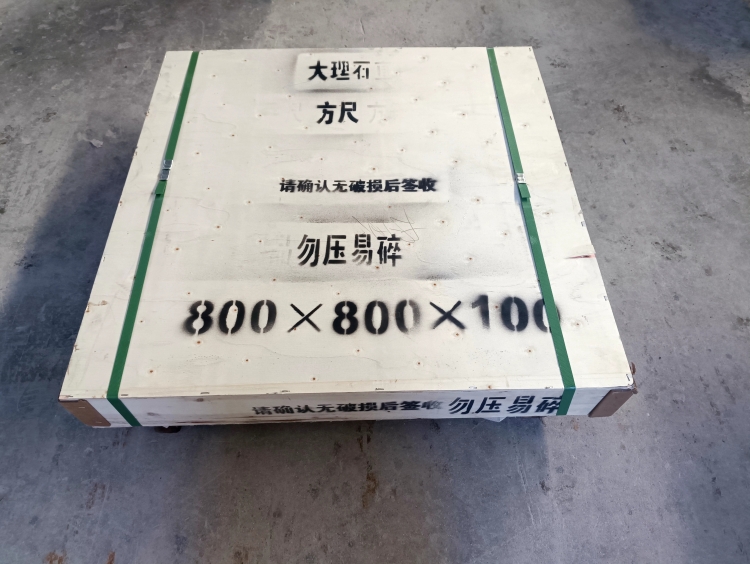 大理石
方尺
请确认无破损后签收
勿压易碎
800×800×100
请确认无破损后签收 勿压易碎